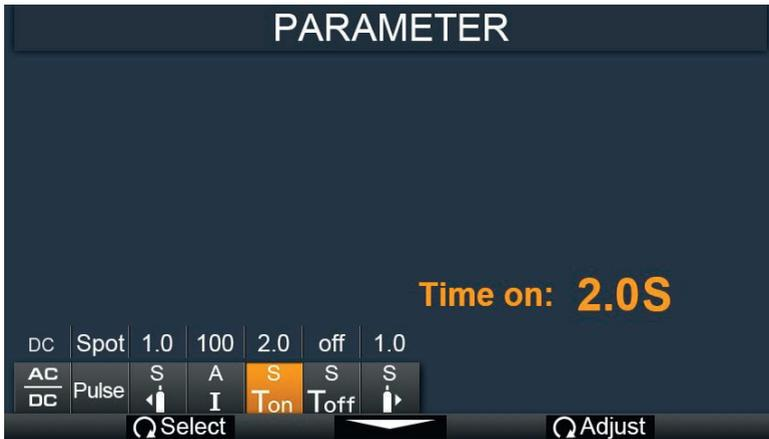 PARAMETER
Time on: 2.0S
DC Spot 1.0 100 2.0 off 1.0
AC S A S S S
DC Pulse I Ton Toff
Select Adjust